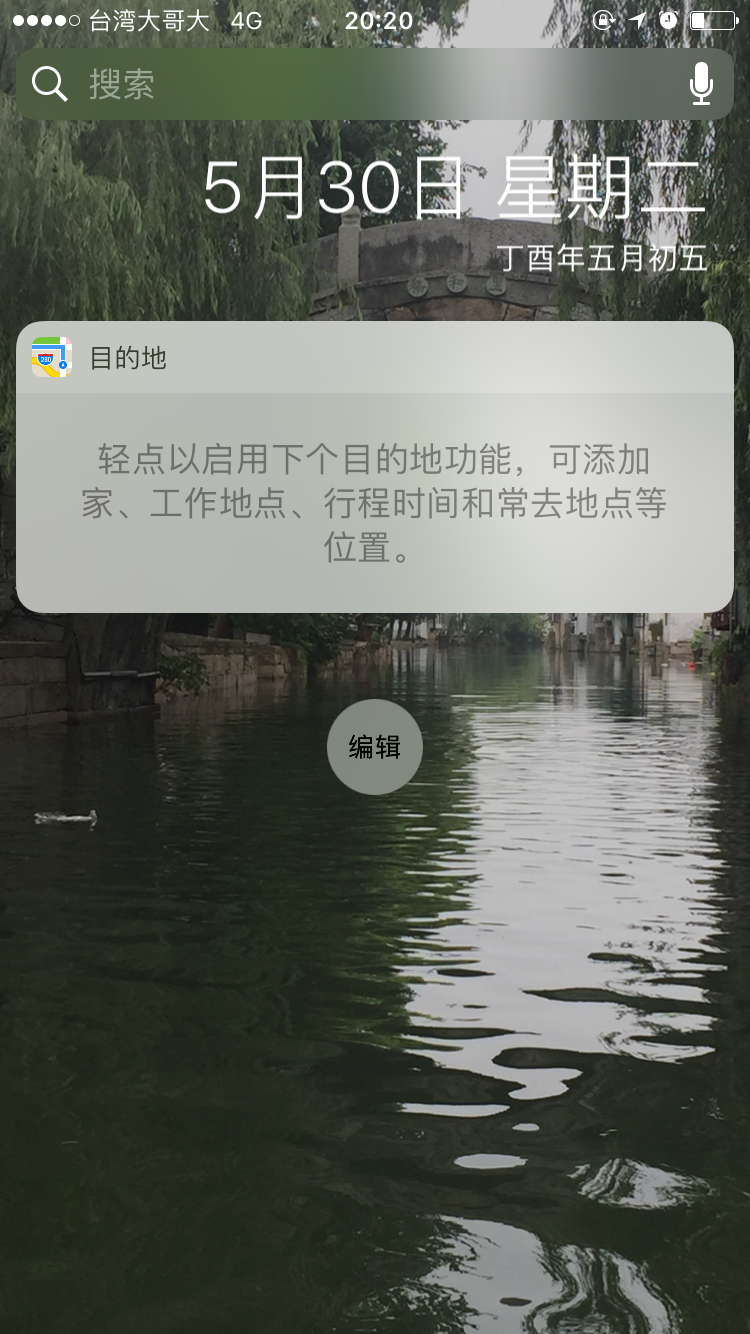 台湾大哥大 4G 20:20
搜索
5月30日 星期二
丁酉年五月初五
280
目的地
轻点以启用下个目的地功能，可添加
家、工作地点、行程时间和常去地点等
位置。
编辑